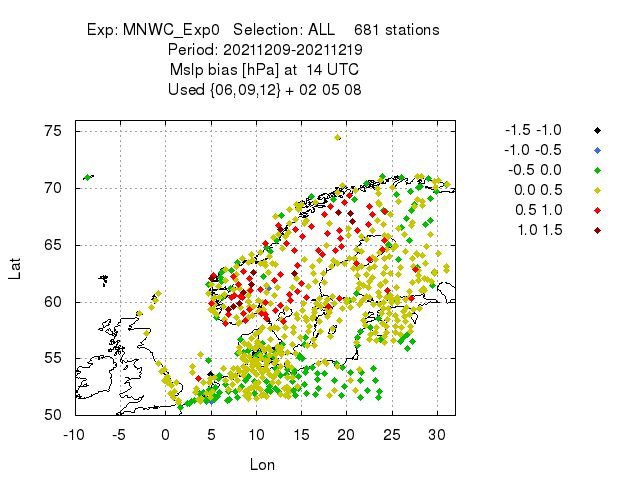 Exp: MNWC_Exp0 Selection: ALL 681 stations
Period: 20211209-20211219
Mslp bias [hPa] at 14 UTC
Used {06,09,12} + 02 05 08
Lat
75
70
65
60
55
50
-10 -5 0 5 10 15 20 25 30
Lon
-1.5 -1.0
-1.0 -0.5
-0.5 0.0
0.0 0.5
0.5 1.0
1.0 1.5